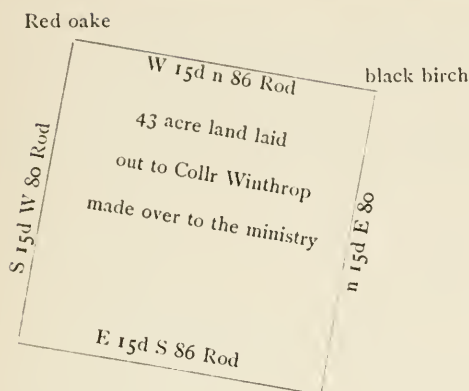 Red oake
W 15d n 86 Rod
black birch
43 acre land laid
out to Collr Winthrop
made over to the ministry
S 15d W 80 Rod
n 15d E 80
E 15d S 86 Rod